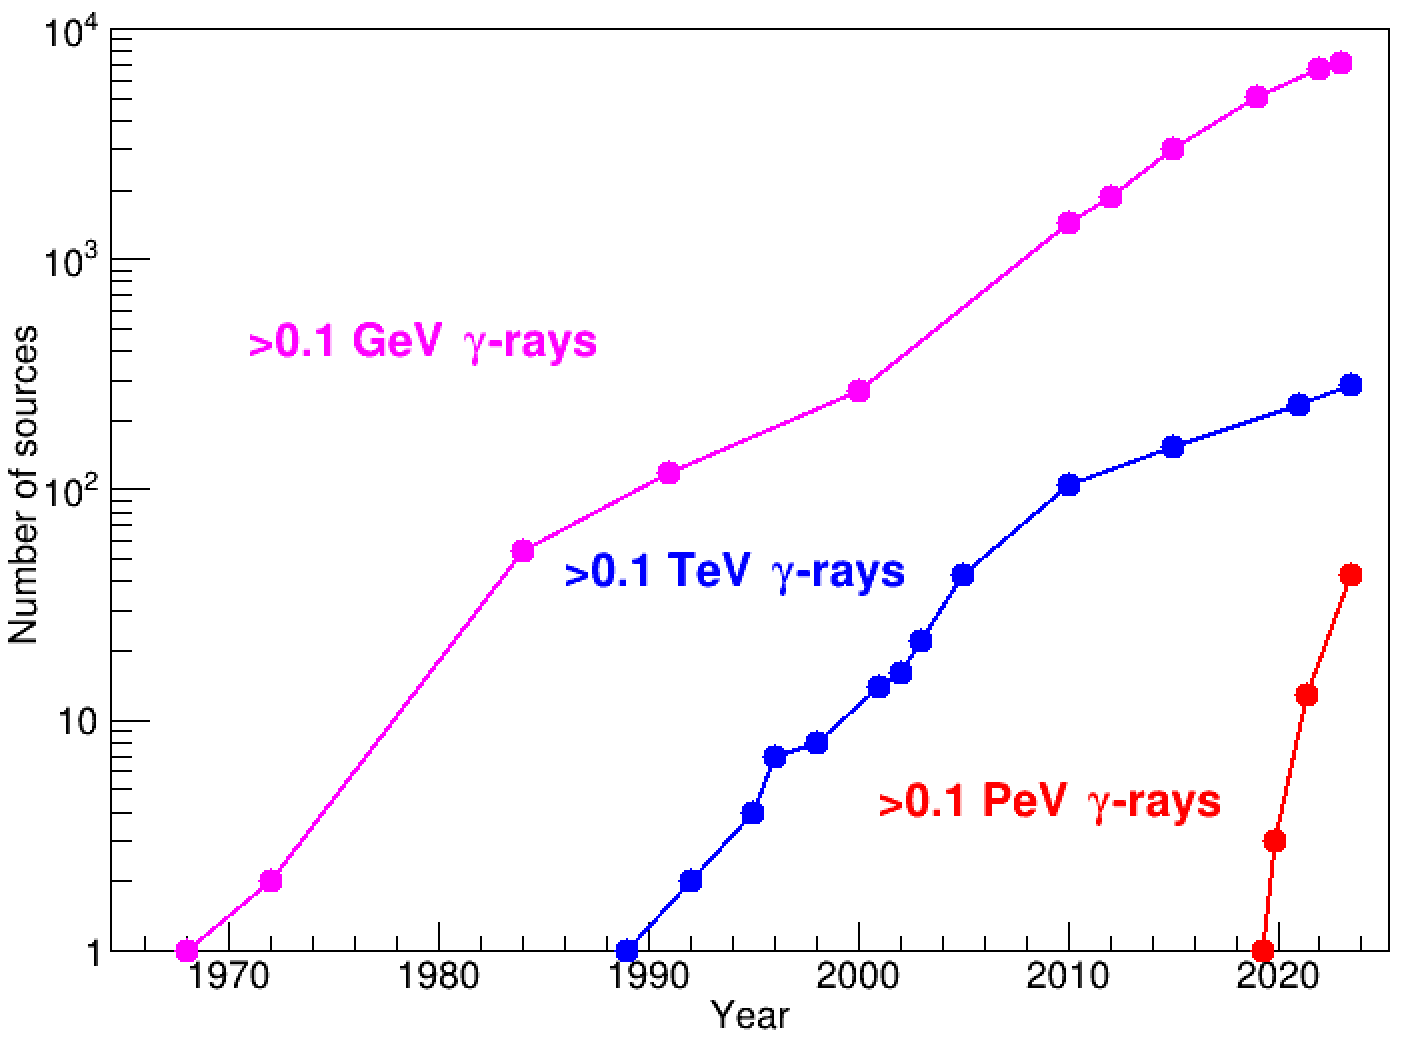 10⁴
10³
10²
10
1
Number of sources
>0.1 GeV γ-rays
>0.1 TeV γ-rays
>0.1 PeV γ-rays
1970 1980 1990 2000 2010 2020
Year